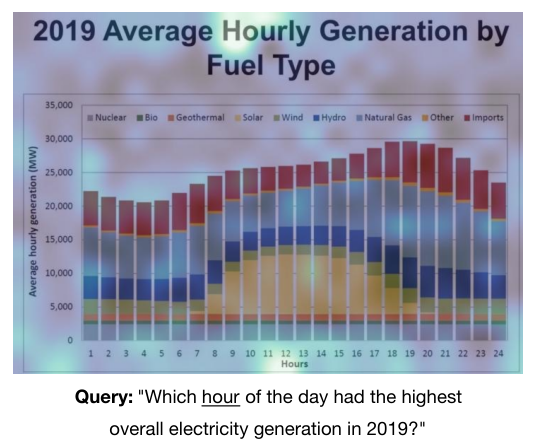 2019 Average Hourly Generation by
Fuel Type
35,000
30,000
25,000
20,000
15,000
10,000
5,000
0
Average hourly generation (MW)
Nuclear Bio Geothermal Solar Wind Hydro Natural Gas Other Imports
1 2 3 4 5 6 7 8 9 10 11 12 13 14 15 16 17 18 19 20 21 22 23 24
Hours
Query: "Which hour of the day had the highest
overall electricity generation in 2019?"